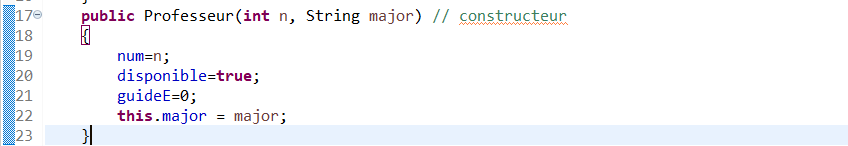 17 public Professeur(int n, String major) // constructeur
18 {
19 num=n;
20 disponible=true;
21 guideE=0;
22 this.major = major;
23 }